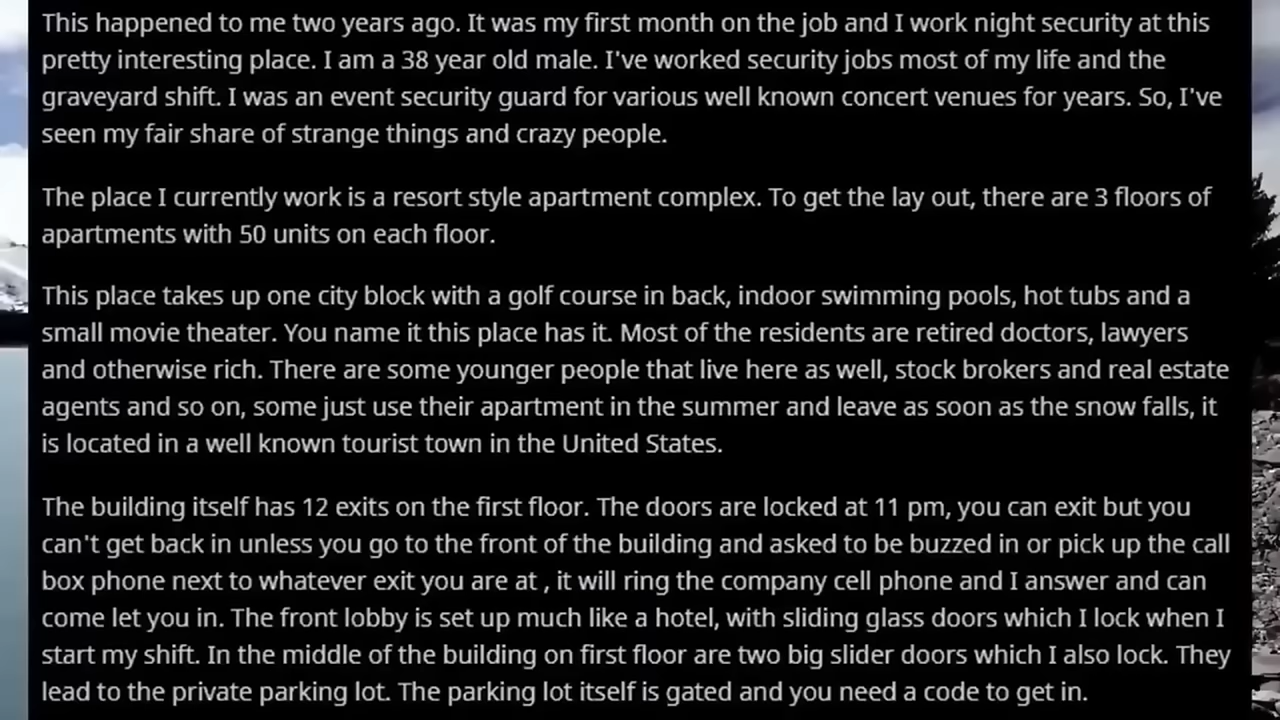 This happened to me two years ago. It was my first month on the job and I work night security at this
pretty interesting place. I am a 38 year old male. I've worked security jobs most of my life and the
graveyard shift. I was an event security guard for various well known concert venues for years. So, I've
seen my fair share of strange things and crazy people.
The place I currently work is a resort style apartment complex. To get the lay out, there are 3 floors of
apartments with 50 units on each floor.
This place takes up one city block with a golf course in back, indoor swimming pools, hot tubs and a
small movie theater. You name it this place has it. Most of the residents are retired doctors, lawyers
and otherwise rich. There are some younger people that live here as well, stock brokers and real estate
agents and so on, some just use their apartment in the summer and leave as soon as the snow falls, it
is located in a well known tourist town in the United States.
The building itself has 12 exits on the first floor. The doors are locked at 11 pm, you can exit but you
can't get back in unless you go to the front of the building and asked to be buzzed in or pick up the call
box phone next to whatever exit you are at , it will ring the company cell phone and I answer and can
come let you in. The front lobby is set up much like a hotel, with sliding glass doors which I lock when I
start my shift. In the middle of the building on first floor are two big slider doors which I also lock. They
lead to the private parking lot. The parking lot itself is gated and you need a code to get in.